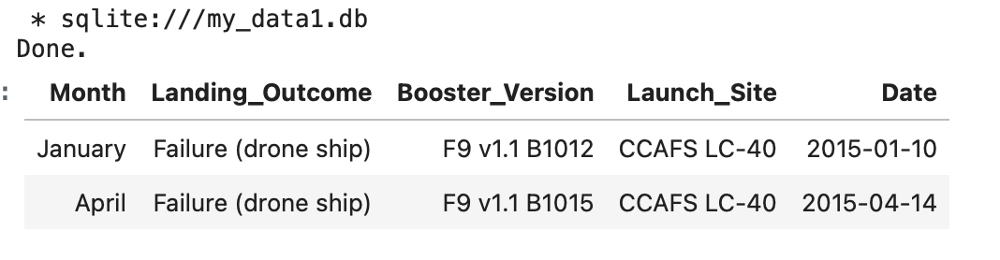 * sqlite:///my_data1.db
Done.
: Month Landing_Outcome Booster_Version Launch_Site Date
January Failure (drone ship) F9 v1.1 B1012 CCAFS LC-40 2015-01-10
April Failure (drone ship) F9 v1.1 B1015 CCAFS LC-40 2015-04-14